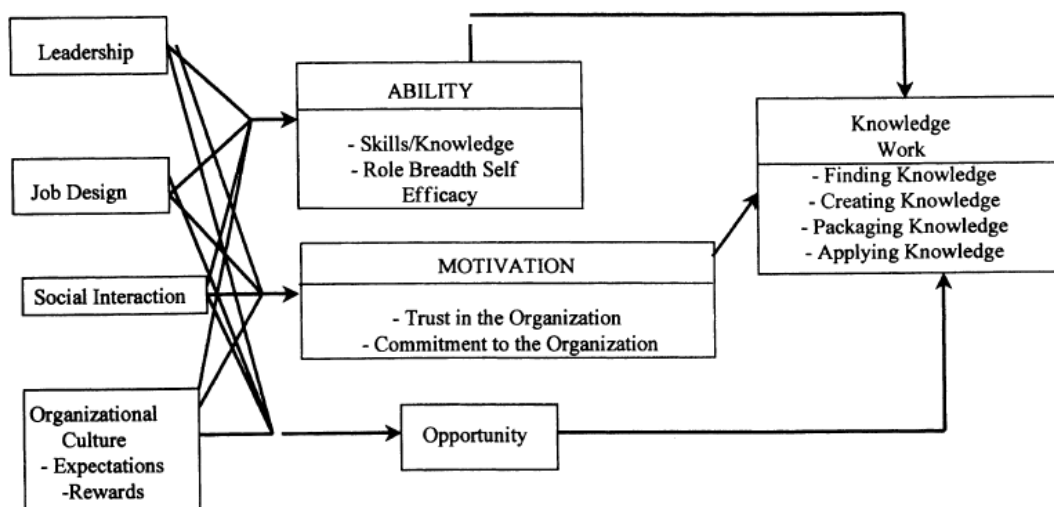 Leadership
Job Design
Social Interaction
Organizational
Culture
- Expectations
-Rewards
ABILITY
- Skills/Knowledge
- Role Breadth Self
Efficacy
MOTIVATION
- Trust in the Organization
- Commitment to the Organization
Opportunity
Knowledge
Work
- Finding Knowledge
- Creating Knowledge
- Packaging Knowledge
- Applying Knowledge